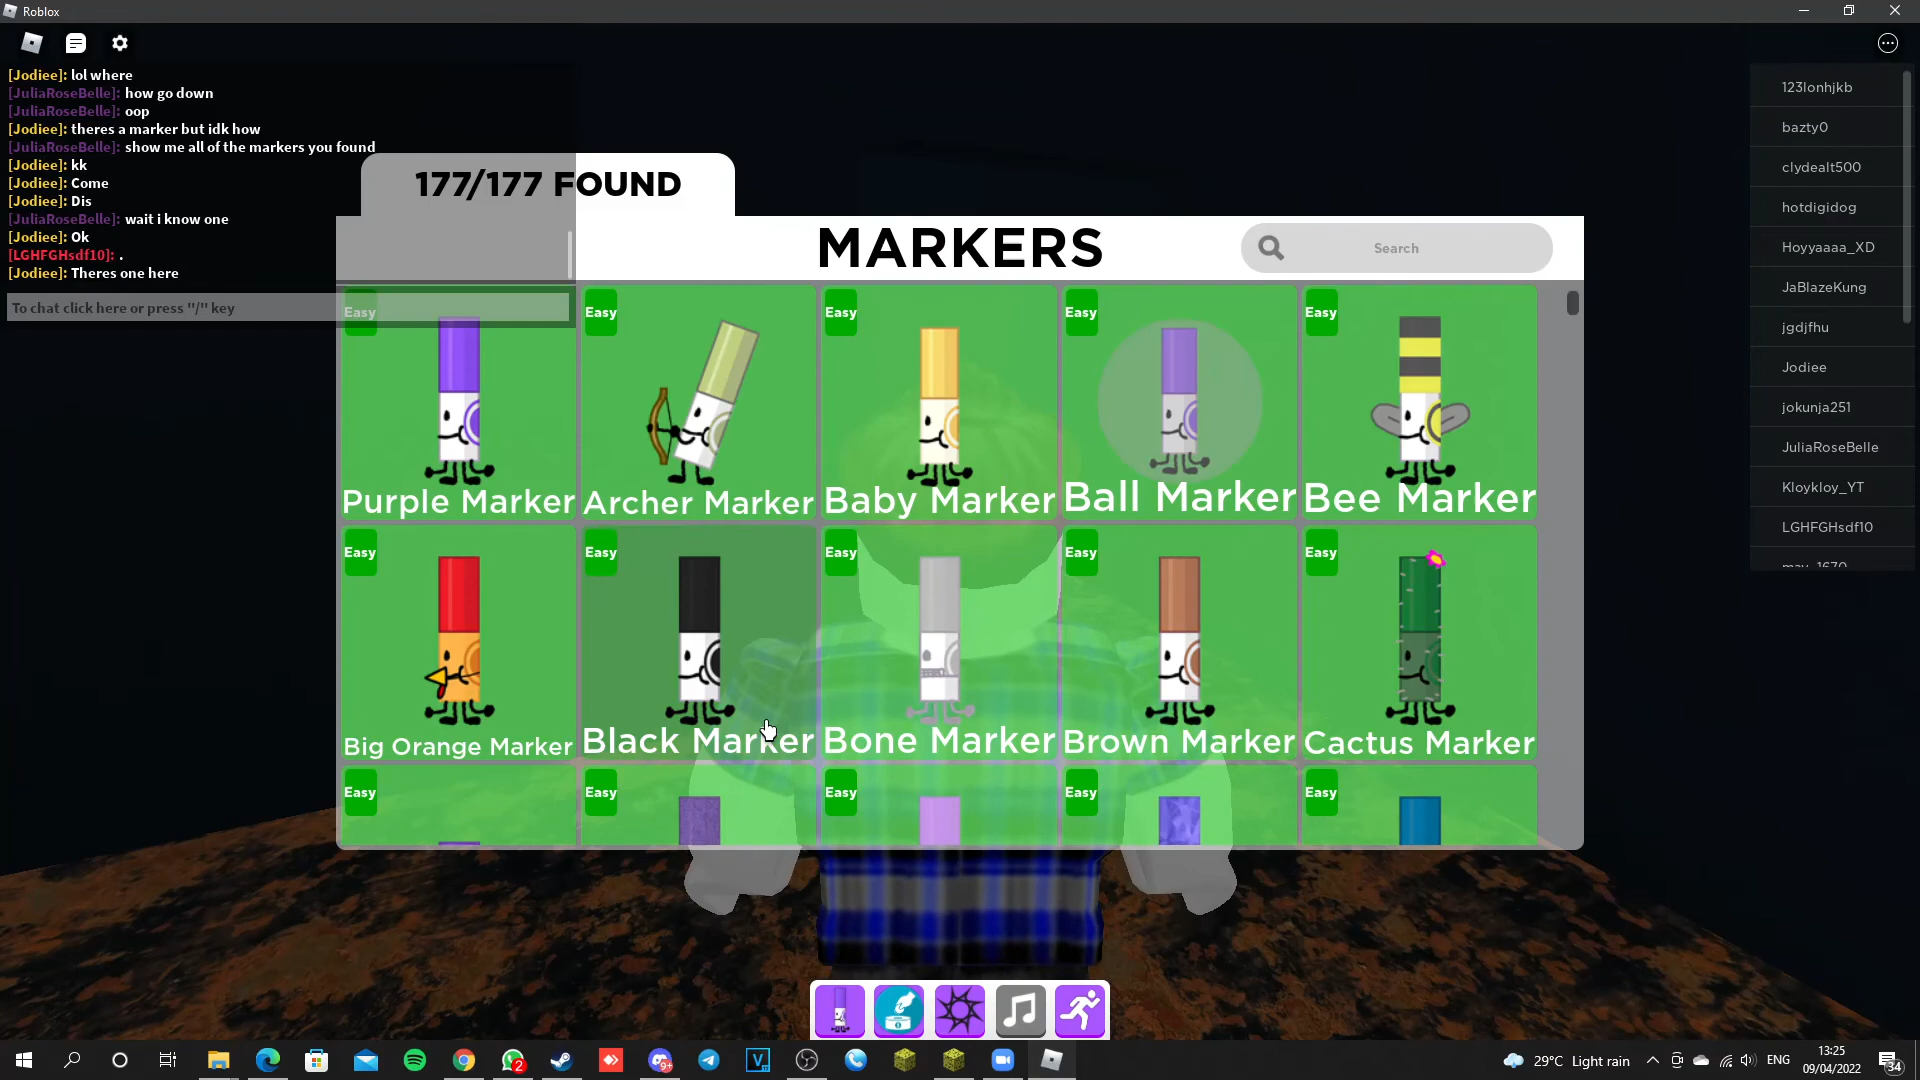 Roblox
[Jodiee]: lol where
[JuliaRoseBelle]: how go down
[JuliaRoseBelle]: oop
[Jodiee]: theres a marker but idk how
[JuliaRoseBelle]: show me all of the markers you found
[Jodiee]: kk
[Jodiee]: Come
[Jodiee]: Dis
[JuliaRoseBelle]: wait i know one
[Jodiee]: Ok
[LGHFGHsdf10]: .
[Jodiee]: Theres one here
To chat click here or press "/" key
177/177 FOUND
MARKERS
Search
Easy Easy Easy Easy Easy
Purple Marker Archer Marker Baby Marker Ball Marker Bee Marker
Easy Easy Easy Easy Easy
Big Orange Marker Black Marker Bone Marker Brown Marker Cactus Marker
Easy Easy Easy Easy Easy
123lonhjkb
bazty0
clydealt500
hotdigidog
Hoyyaaaa_XD
JaBlazeKung
jgdjfhu
Jodiee
jokunja251
JuliaRoseBelle
Kloykloy_YT
LGHFGHsdf10
2
9+
V
29°C Light rain
ENG
13:25
09/04/2022
34